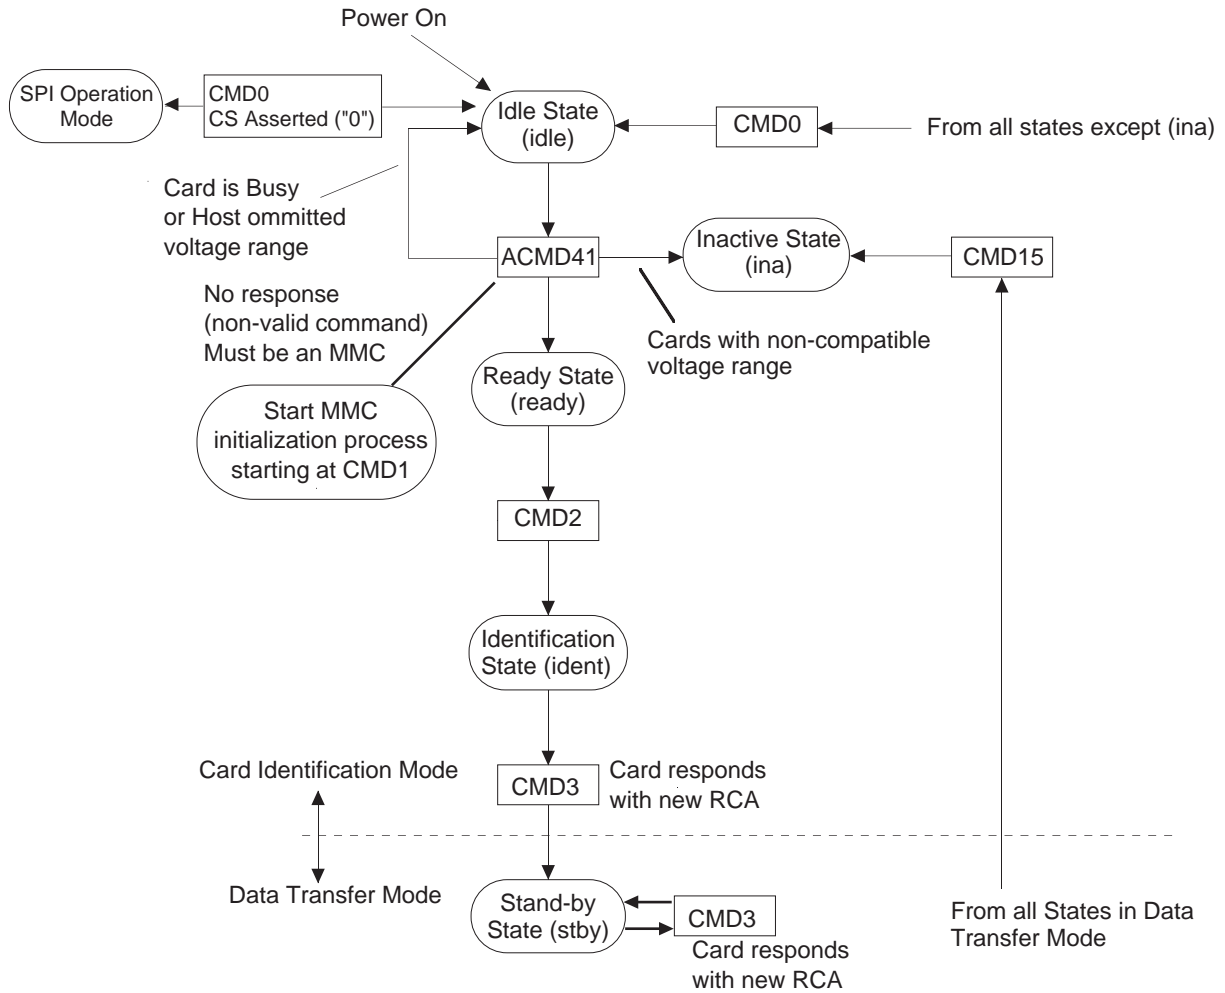 Power On
SPI Operation
Mode
CMD0
CS Asserted ("0")
Idle State
(idle)
CMD0
From all states except (ina)
Card is Busy
or Host ommitted
voltage range
ACMD41
Inactive State
(ina)
CMD15
No response
(non-valid command)
Must be an MMC
Cards with non-compatible
voltage range
Ready State
(ready)
Start MMC
initialization process
starting at CMD1
CMD2
Identification
State (ident)
Card Identification Mode
CMD3
Card responds
with new RCA
Data Transfer Mode
Stand-by
State (stby)
CMD3
Card responds
with new RCA
From all States in Data
Transfer Mode